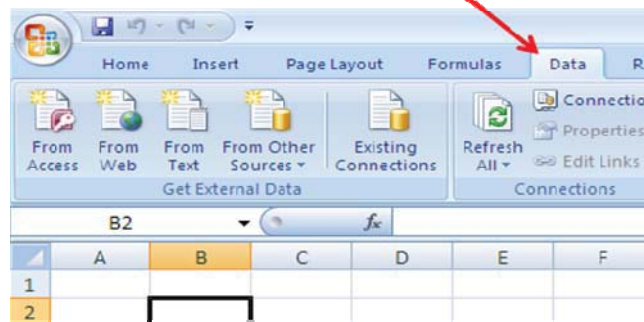 Home Insert Page Layout Formulas Data R
From Access From Web From Text From Other Sources Existing Connections Refresh All Connectio
Properties
Edit Links
Get External Data Connections
B2 fx
A B C D E F
1
2